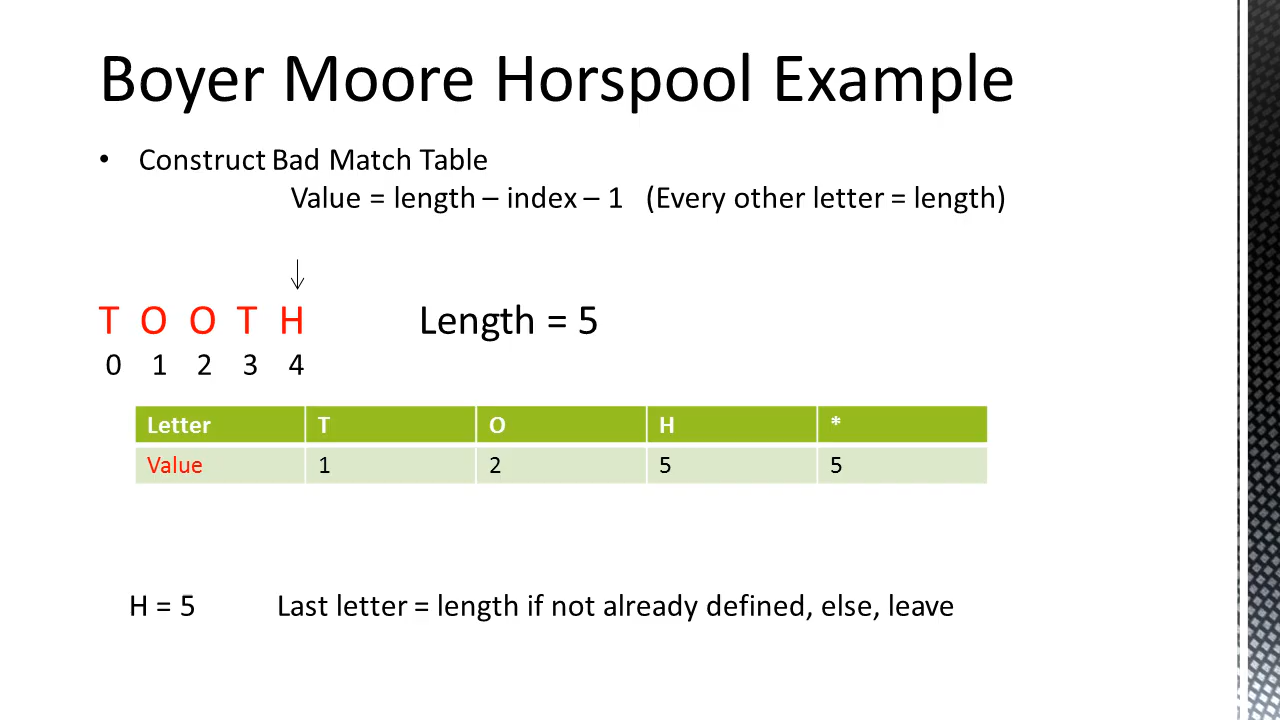 Boyer Moore Horspool Example
• Construct Bad Match Table
Value = length – index – 1 (Every other letter = length)
T O O T H Length = 5
0 1 2 3 4
Letter T O H *
Value 1 2 5 5
H = 5 Last letter = length if not already defined, else, leave